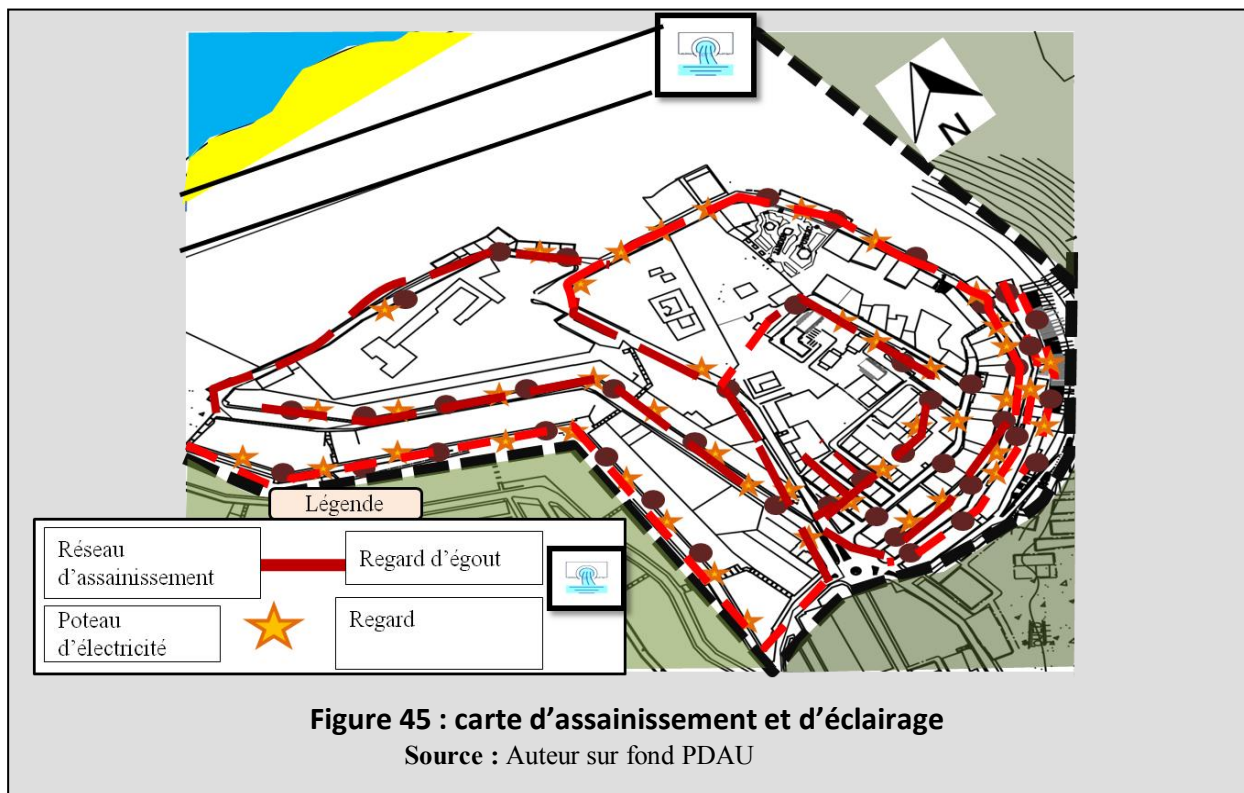 N
Légende
Réseau
d'assainissement
Regard d'égout
Poteau
d'électricité
Regard
Figure 45 : carte d'assainissement et d'éclairage
Source : Auteur sur fond PDAU